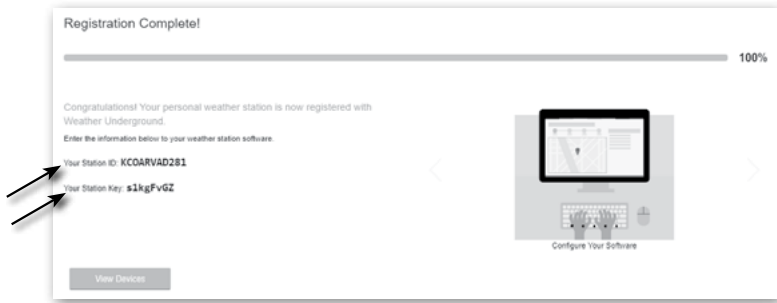 Registration Complete!
100%
Congratulations! Your personal weather station is now registered with
Weather Underground.
Enter the information below to your weather station software.
Your Station ID: KCOARVAD281
Your Station Key: s1kgFvGZ
Configure Your Software
View Devices